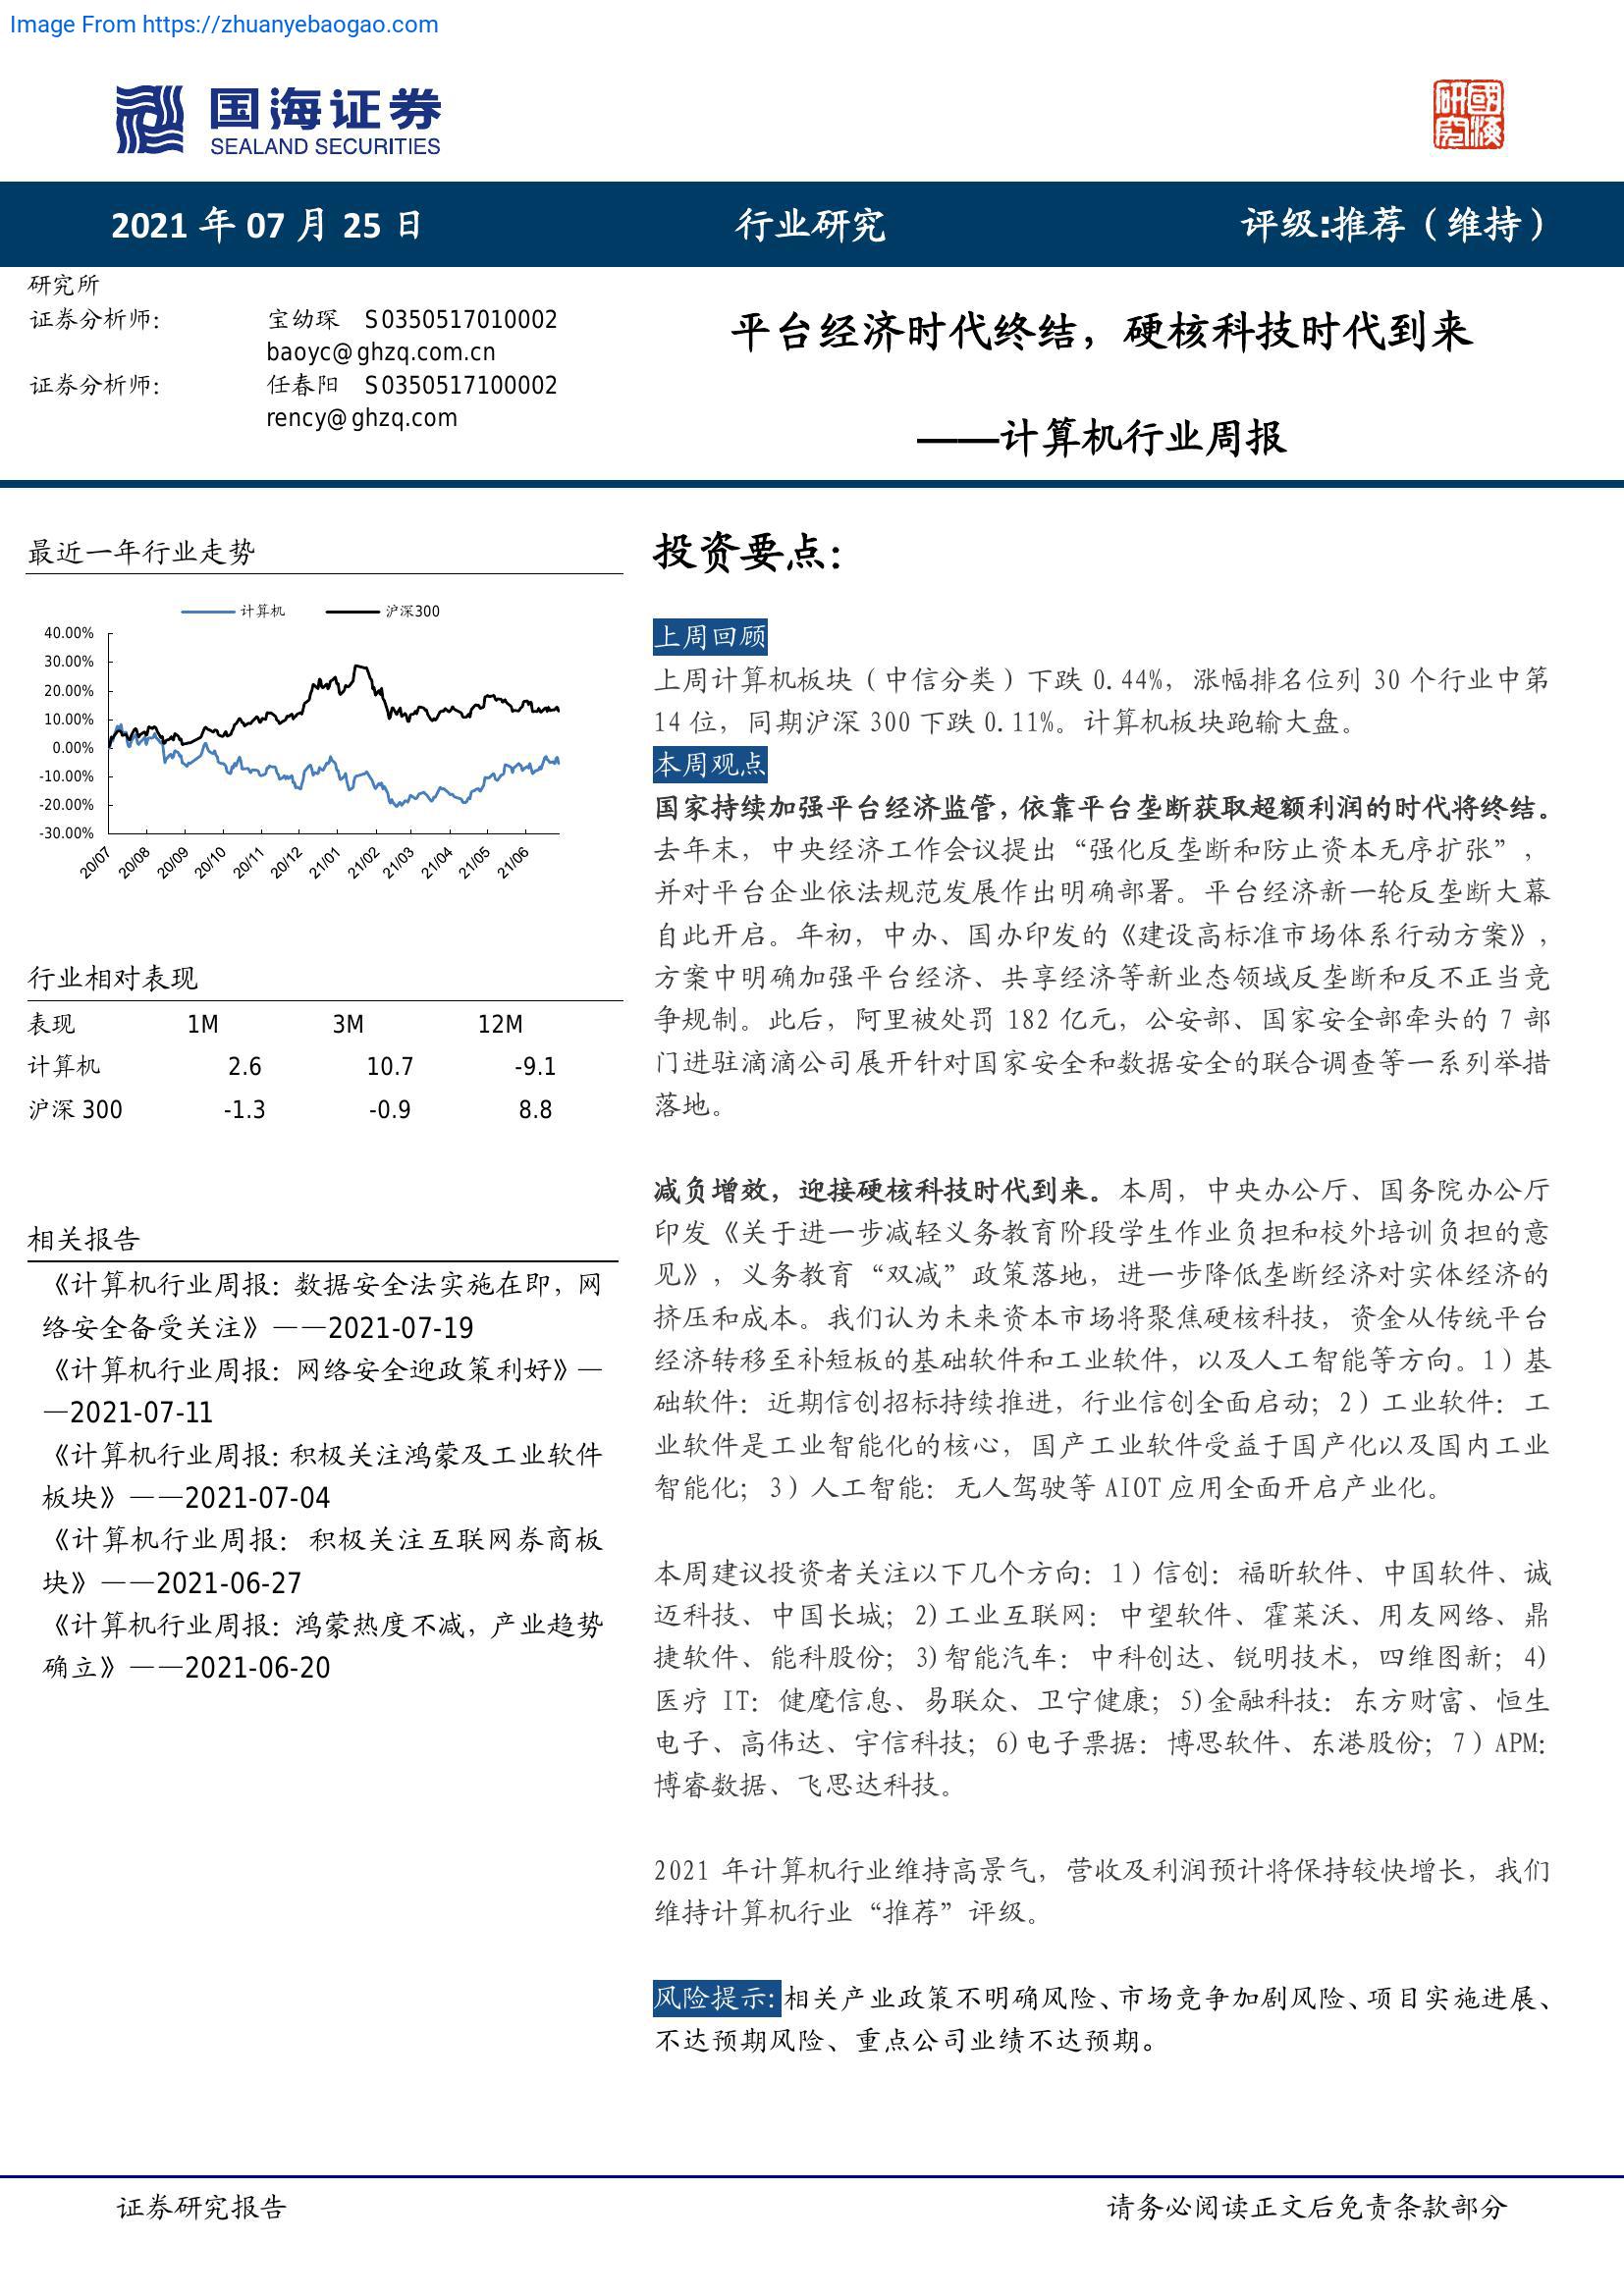 Image From https://zhuanyebaogao.com
国海证券
SEALAND SECURITIES
研究
國海
2021 年 07 月 25 日
行业研究
评级:推荐（维持）
研究所
证券分析师： 宝幼琛 S0350517010002
baoyc@ghzq.com.cn
证券分析师： 任春阳 S0350517100002
rency@ghzq.com
平台经济时代终结，硬核科技时代到来
——计算机行业周报
最近一年行业走势
计算机 沪深300
40.00%
30.00%
20.00%
10.00%
0.00%
-10.00%
-20.00%
-30.00%
20/07 20/08 20/09 20/10 20/11 20/12 21/01 21/02 21/03 21/04 21/05 21/06
行业相对表现
表现 1M 3M 12M
计算机 2.6 10.7 -9.1
沪深 300 -1.3 -0.9 8.8
相关报告
《计算机行业周报：数据安全法实施在即，网
络安全备受关注》——2021-07-19
《计算机行业周报：网络安全迎政策利好》—
—2021-07-11
《计算机行业周报：积极关注鸿蒙及工业软件
板块》——2021-07-04
《计算机行业周报：积极关注互联网券商板
块》——2021-06-27
《计算机行业周报：鸿蒙热度不减，产业趋势
确立》——2021-06-20
投资要点：
上周回顾
上周计算机板块（中信分类）下跌 0.44%，涨幅排名位列 30 个行业中第
14 位，同期沪深 300 下跌 0.11%。计算机板块跑输大盘。
本周观点
国家持续加强平台经济监管，依靠平台垄断获取超额利润的时代将终结。
去年末，中央经济工作会议提出“强化反垄断和防止资本无序扩张”，
并对平台企业依法规范发展作出明确部署。平台经济新一轮反垄断大幕
自此开启。年初，中办、国办印发的《建设高标准市场体系行动方案》，
方案中明确加强平台经济、共享经济等新业态领域反垄断和反不正当竞
争规制。此后，阿里被处罚 182 亿元，公安部、国家安全部牵头的 7 部
门进驻滴滴公司展开针对国家安全和数据安全的联合调查等一系列举措
落地。
减负增效，迎接硬核科技时代到来。本周，中央办公厅、国务院办公厅
印发《关于进一步减轻义务教育阶段学生作业负担和校外培训负担的意
见》，义务教育“双减”政策落地，进一步降低垄断经济对实体经济的
挤压和成本。我们认为未来资本市场将聚焦硬核科技，资金从传统平台
经济转移至补短板的基础软件和工业软件，以及人工智能等方向。1）基
础软件：近期信创招标持续推进，行业信创全面启动；2）工业软件：工
业软件是工业智能化的核心，国产工业软件受益于国产化以及国内工业
智能化；3）人工智能：无人驾驶等 AIOT 应用全面开启产业化。
本周建议投资者关注以下几个方向：1）信创：福昕软件、中国软件、诚
迈科技、中国长城；2)工业互联网：中望软件、霍莱沃、用友网络、鼎
捷软件、能科股份；3)智能汽车：中科创达、锐明技术，四维图新；4)
医疗 IT：健麾信息、易联众、卫宁健康；5)金融科技：东方财富、恒生
电子、高伟达、宇信科技；6)电子票据：博思软件、东港股份；7）APM：
博睿数据、飞思达科技。
2021 年计算机行业维持高景气，营收及利润预计将保持较快增长，我们
维持计算机行业“推荐”评级。
风险提示：相关产业政策不明确风险、市场竞争加剧风险、项目实施进展、
不达预期风险、重点公司业绩不达预期。
证券研究报告
请务必阅读正文后免责条款部分